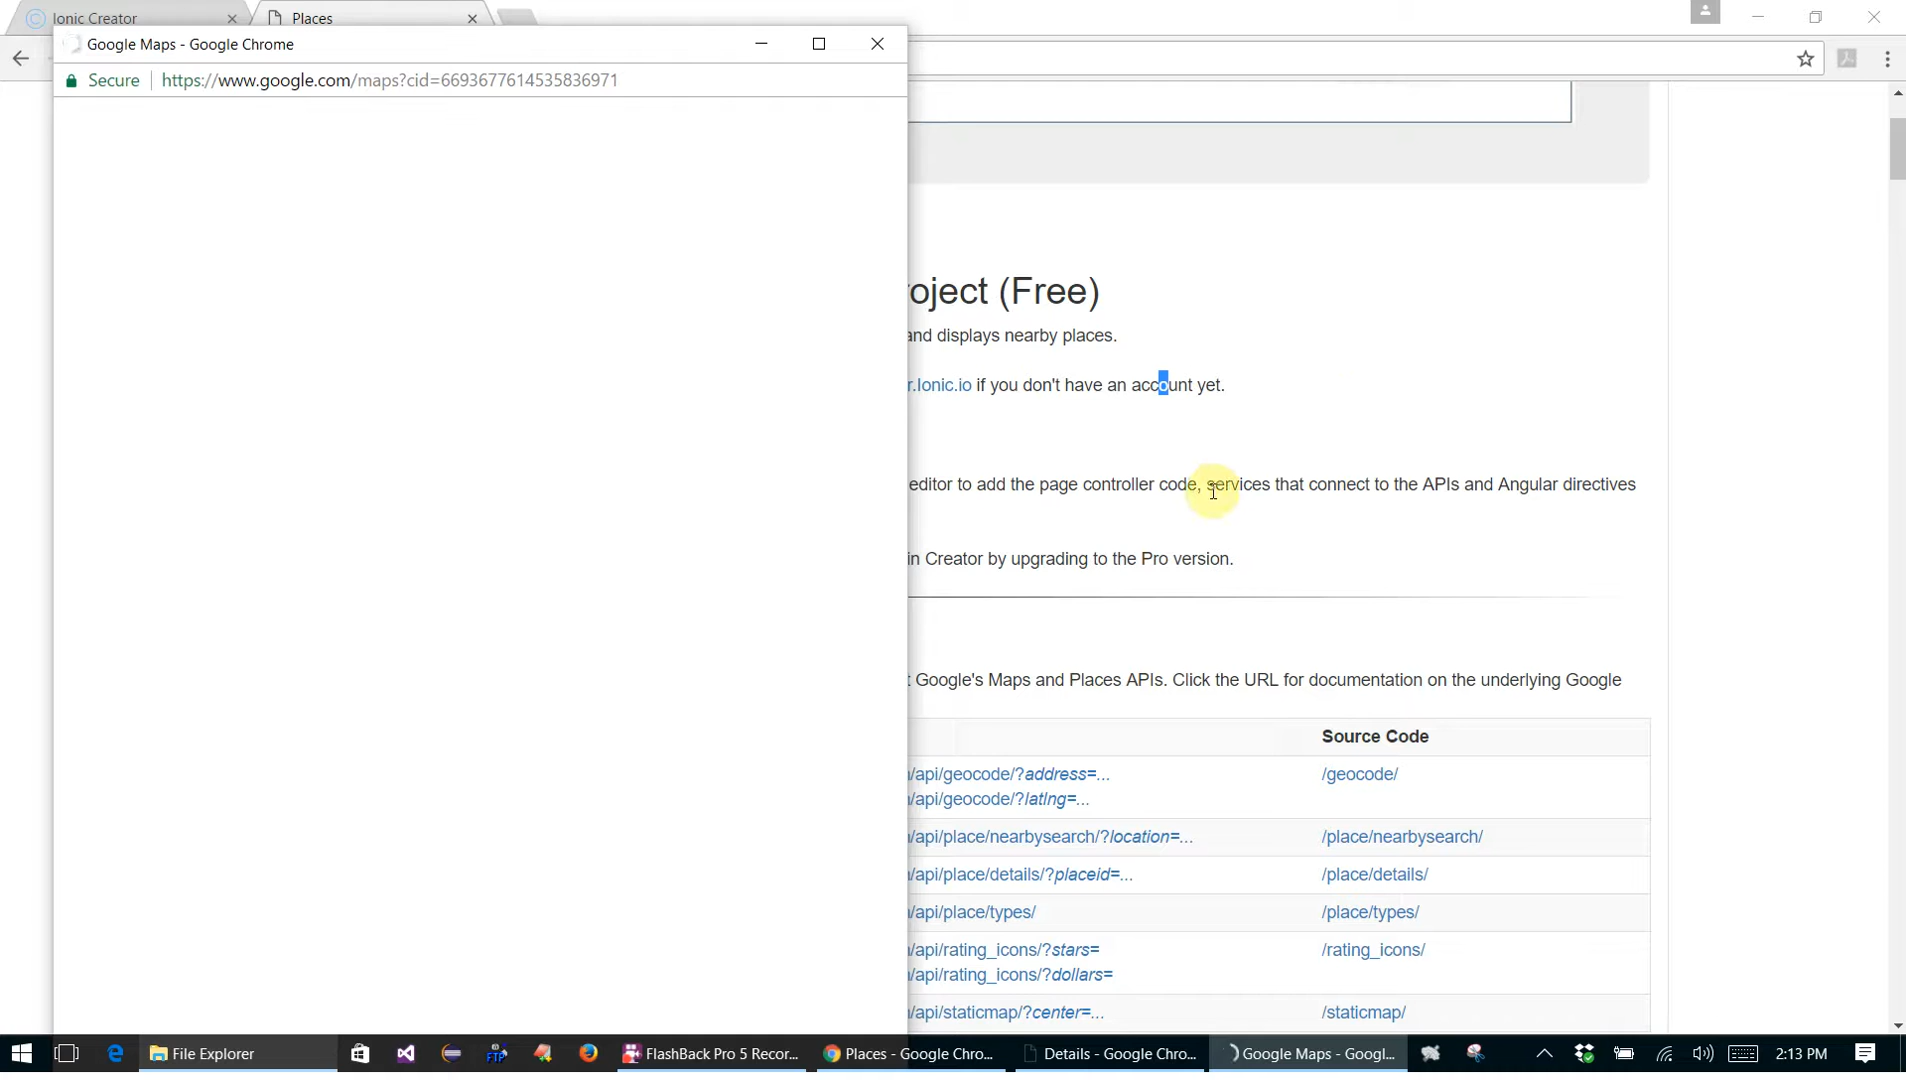 Ionic Creator
Places
Google Maps - Google Chrome
Secure https://www.google.com/maps?cid=6693677614535836971
oject (Free)
and displays nearby places.
r.Ionic.io if you don't have an account yet.
editor to add the page controller code, services that connect to the APIs and Angular directives
in Creator by upgrading to the Pro version.
t Google's Maps and Places APIs. Click the URL for documentation on the underlying Google
Source Code
/api/geocode/?address=... /geocode/
/api/geocode/?latlng=...
/api/place/nearbysearch/?location=... /place/nearbysearch/
/api/place/details/?placeid=... /place/details/
/api/place/types/ /place/types/
/api/rating_icons/?stars= /rating_icons/
/api/rating_icons/?dollars=
/api/staticmap/?center=... /staticmap/
File Explorer
FTP
FlashBack Pro 5 Recor...
Places - Google Chro...
Details - Google Chro...
Google Maps - Googl...
2:13 PM